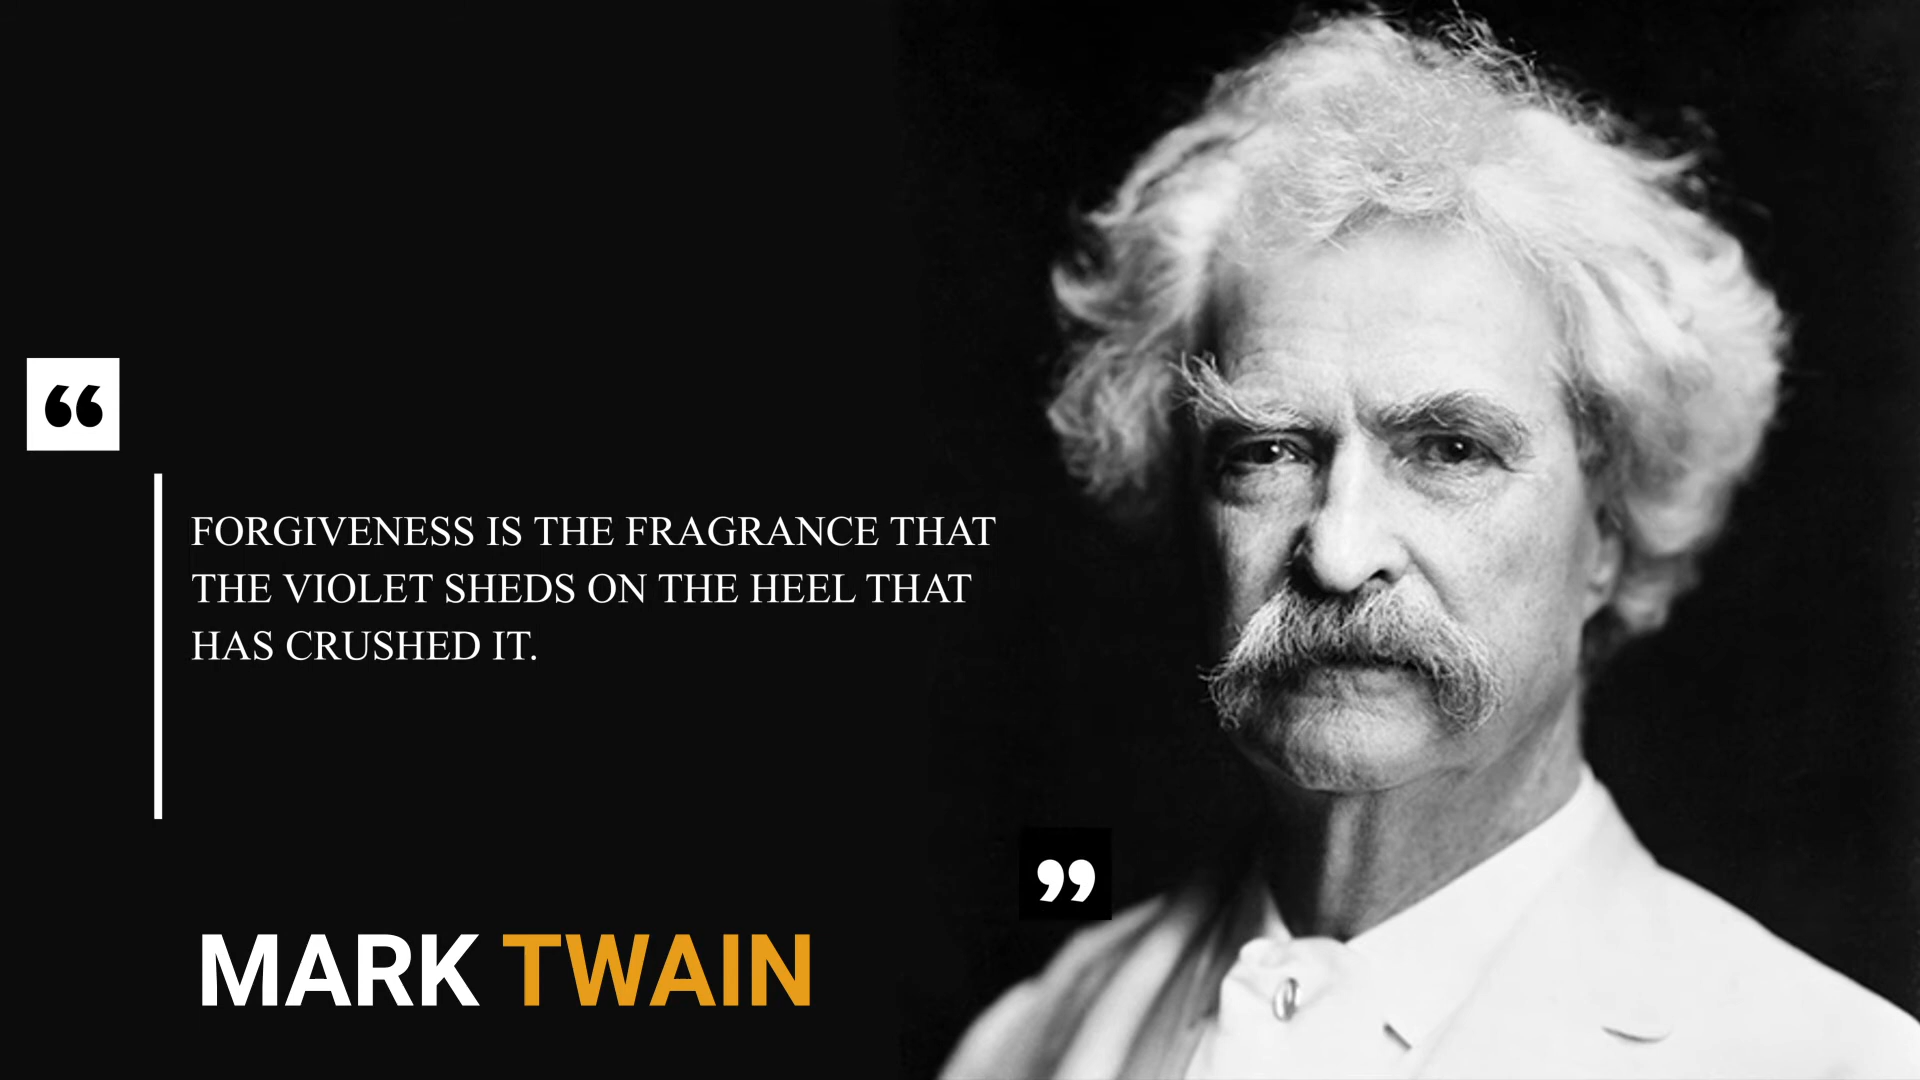 “
FORGIVENESS IS THE FRAGRANCE THAT
THE VIOLET SHEDS ON THE HEEL THAT
HAS CRUSHED IT.
”
MARK TWAIN